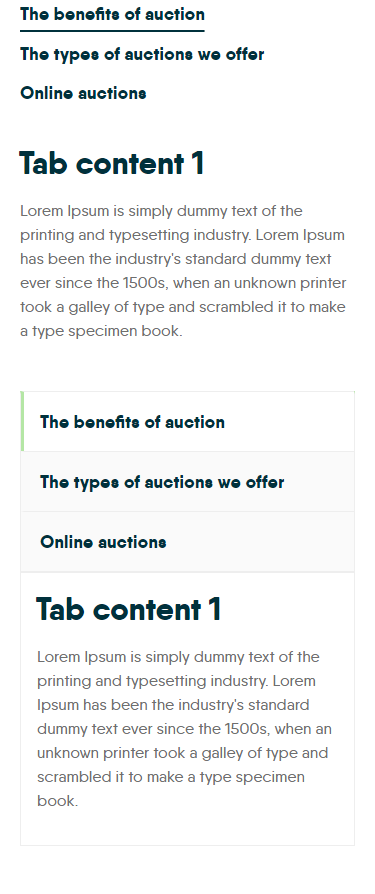 The benefits of auction
The types of auctions we offer
Online auctions
Tab content 1
Lorem Ipsum is simply dummy text of the
printing and typesetting industry. Lorem Ipsum
has been the industry's standard dummy text
ever since the 1500s, when an unknown printer
took a galley of type and scrambled it to make
a type specimen book.
The benefits of auction
The types of auctions we offer
Online auctions
Tab content 1
Lorem Ipsum is simply dummy text of the
printing and typesetting industry. Lorem
Ipsum has been the industry's standard
dummy text ever since the 1500s, when an
unknown printer took a galley of type and
scrambled it to make a type specimen
book.